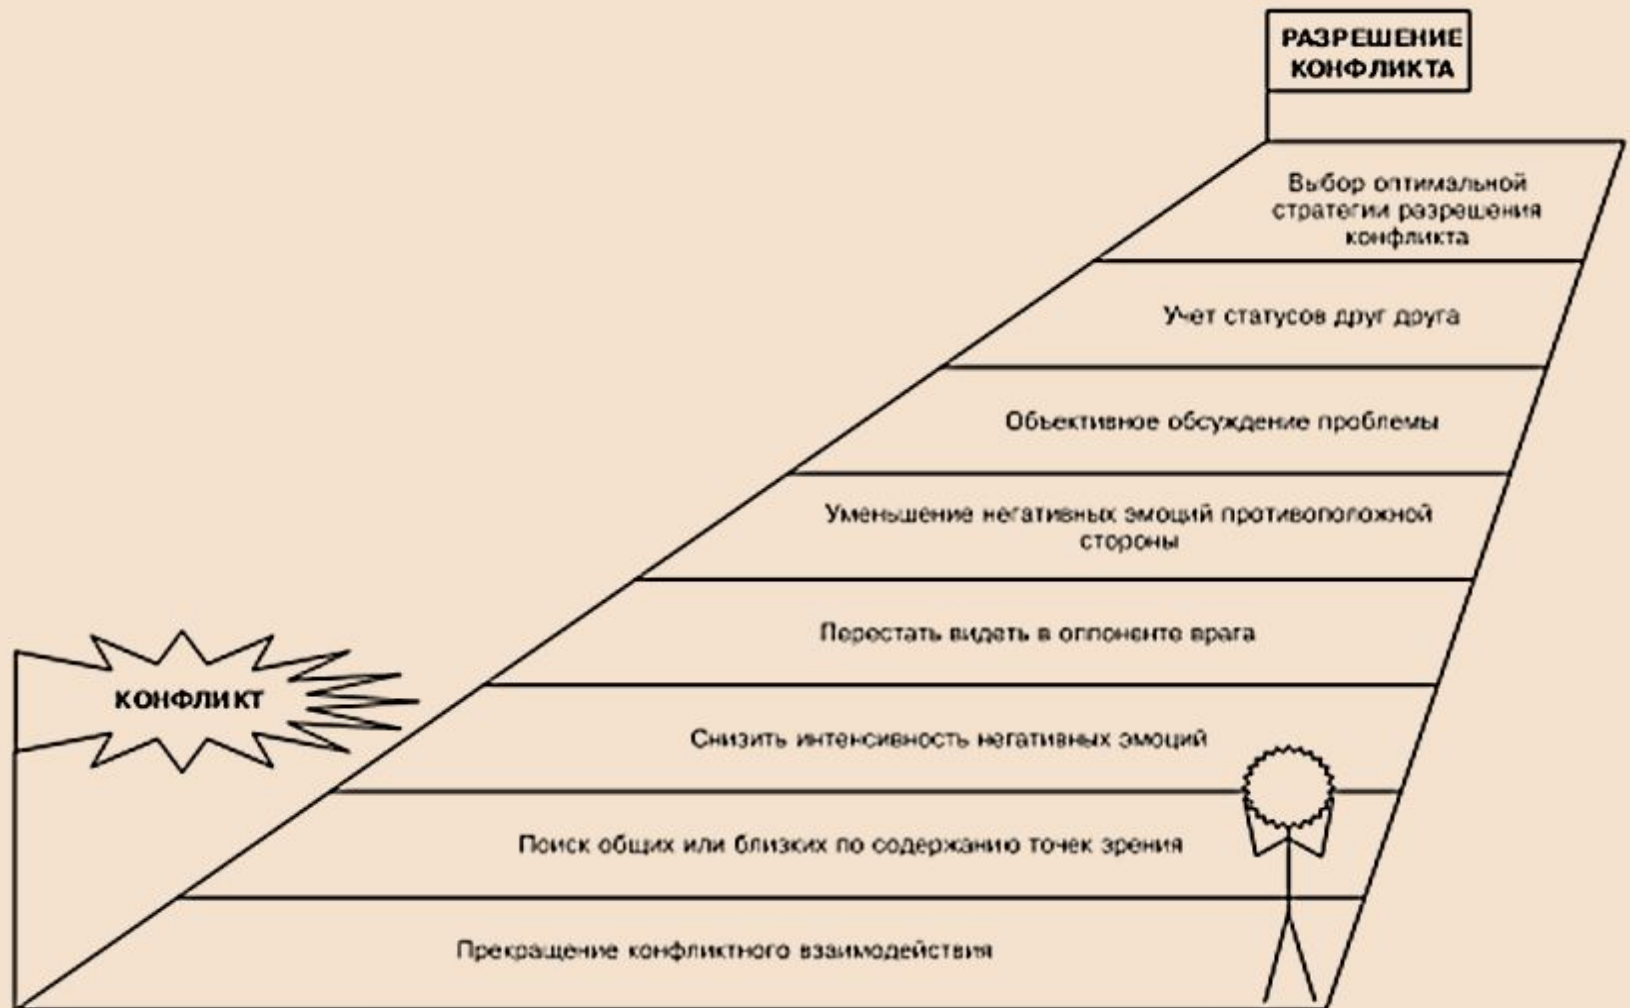 РАЗРЕШЕНИЕ
КОНФЛИКТА
Выбор оптимальной
стратегии разрешения
конфликта
Учет статусов друг друга
Объективное обсуждение проблемы
Уменьшение негативных эмоций противоположной
стороны
Перестать видеть в оппоненте врага
КОНФЛИКТ
Снизить интенсивность негативных эмоций
Поиск общих или близких по содержанию точек зрения
Прекращение конфликтного взаимодействия